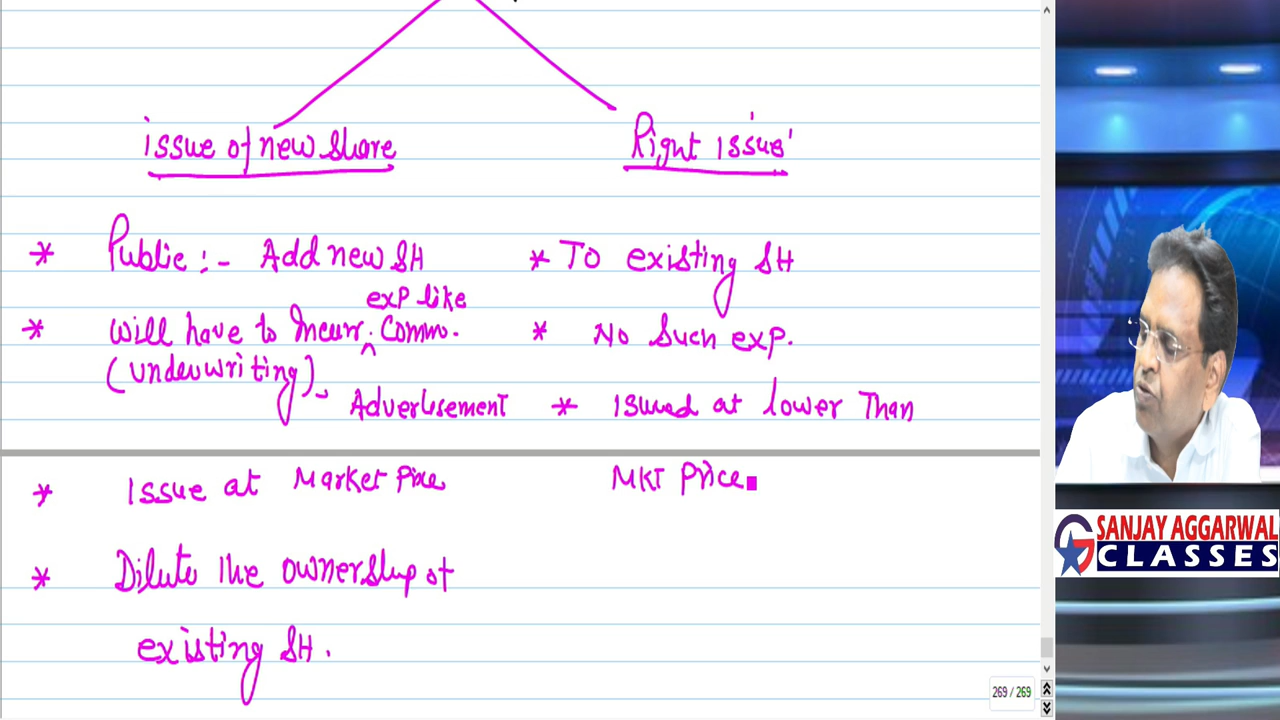 issue of new Share
Right issue'
* Public :- Add new SH
* To existing SH
exp like
* Will have to Incurr. Comm.
* No Such exp.
(Underwriting)
Advertisement
* Issued at lower Than
* Issue at Market Price
MKT Price
* Dilute the ownership of
existing SH.
269 / 269
SANJAY AGGARWAL
CLASSES